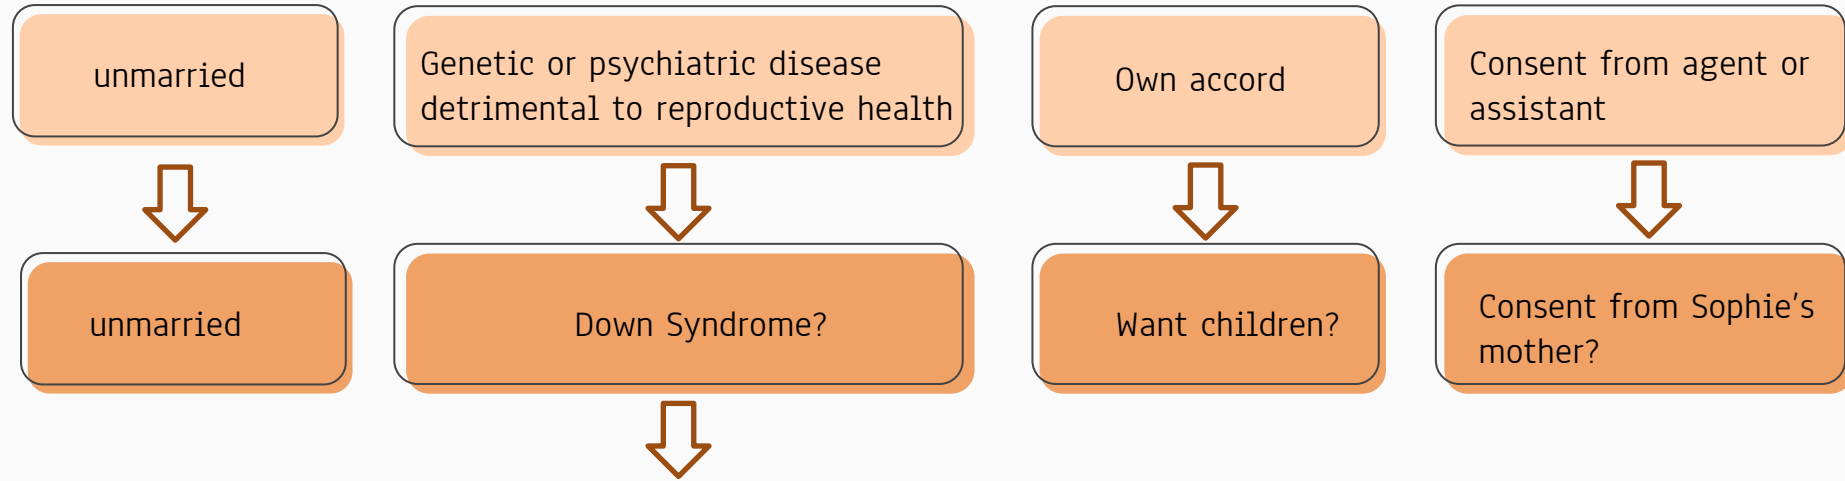 unmarried
Genetic or psychiatric disease
detrimental to reproductive health
Own accord
Consent from agent or
assistant
unmarried
Down Syndrome?
Want children?
Consent from Sophie's
mother?